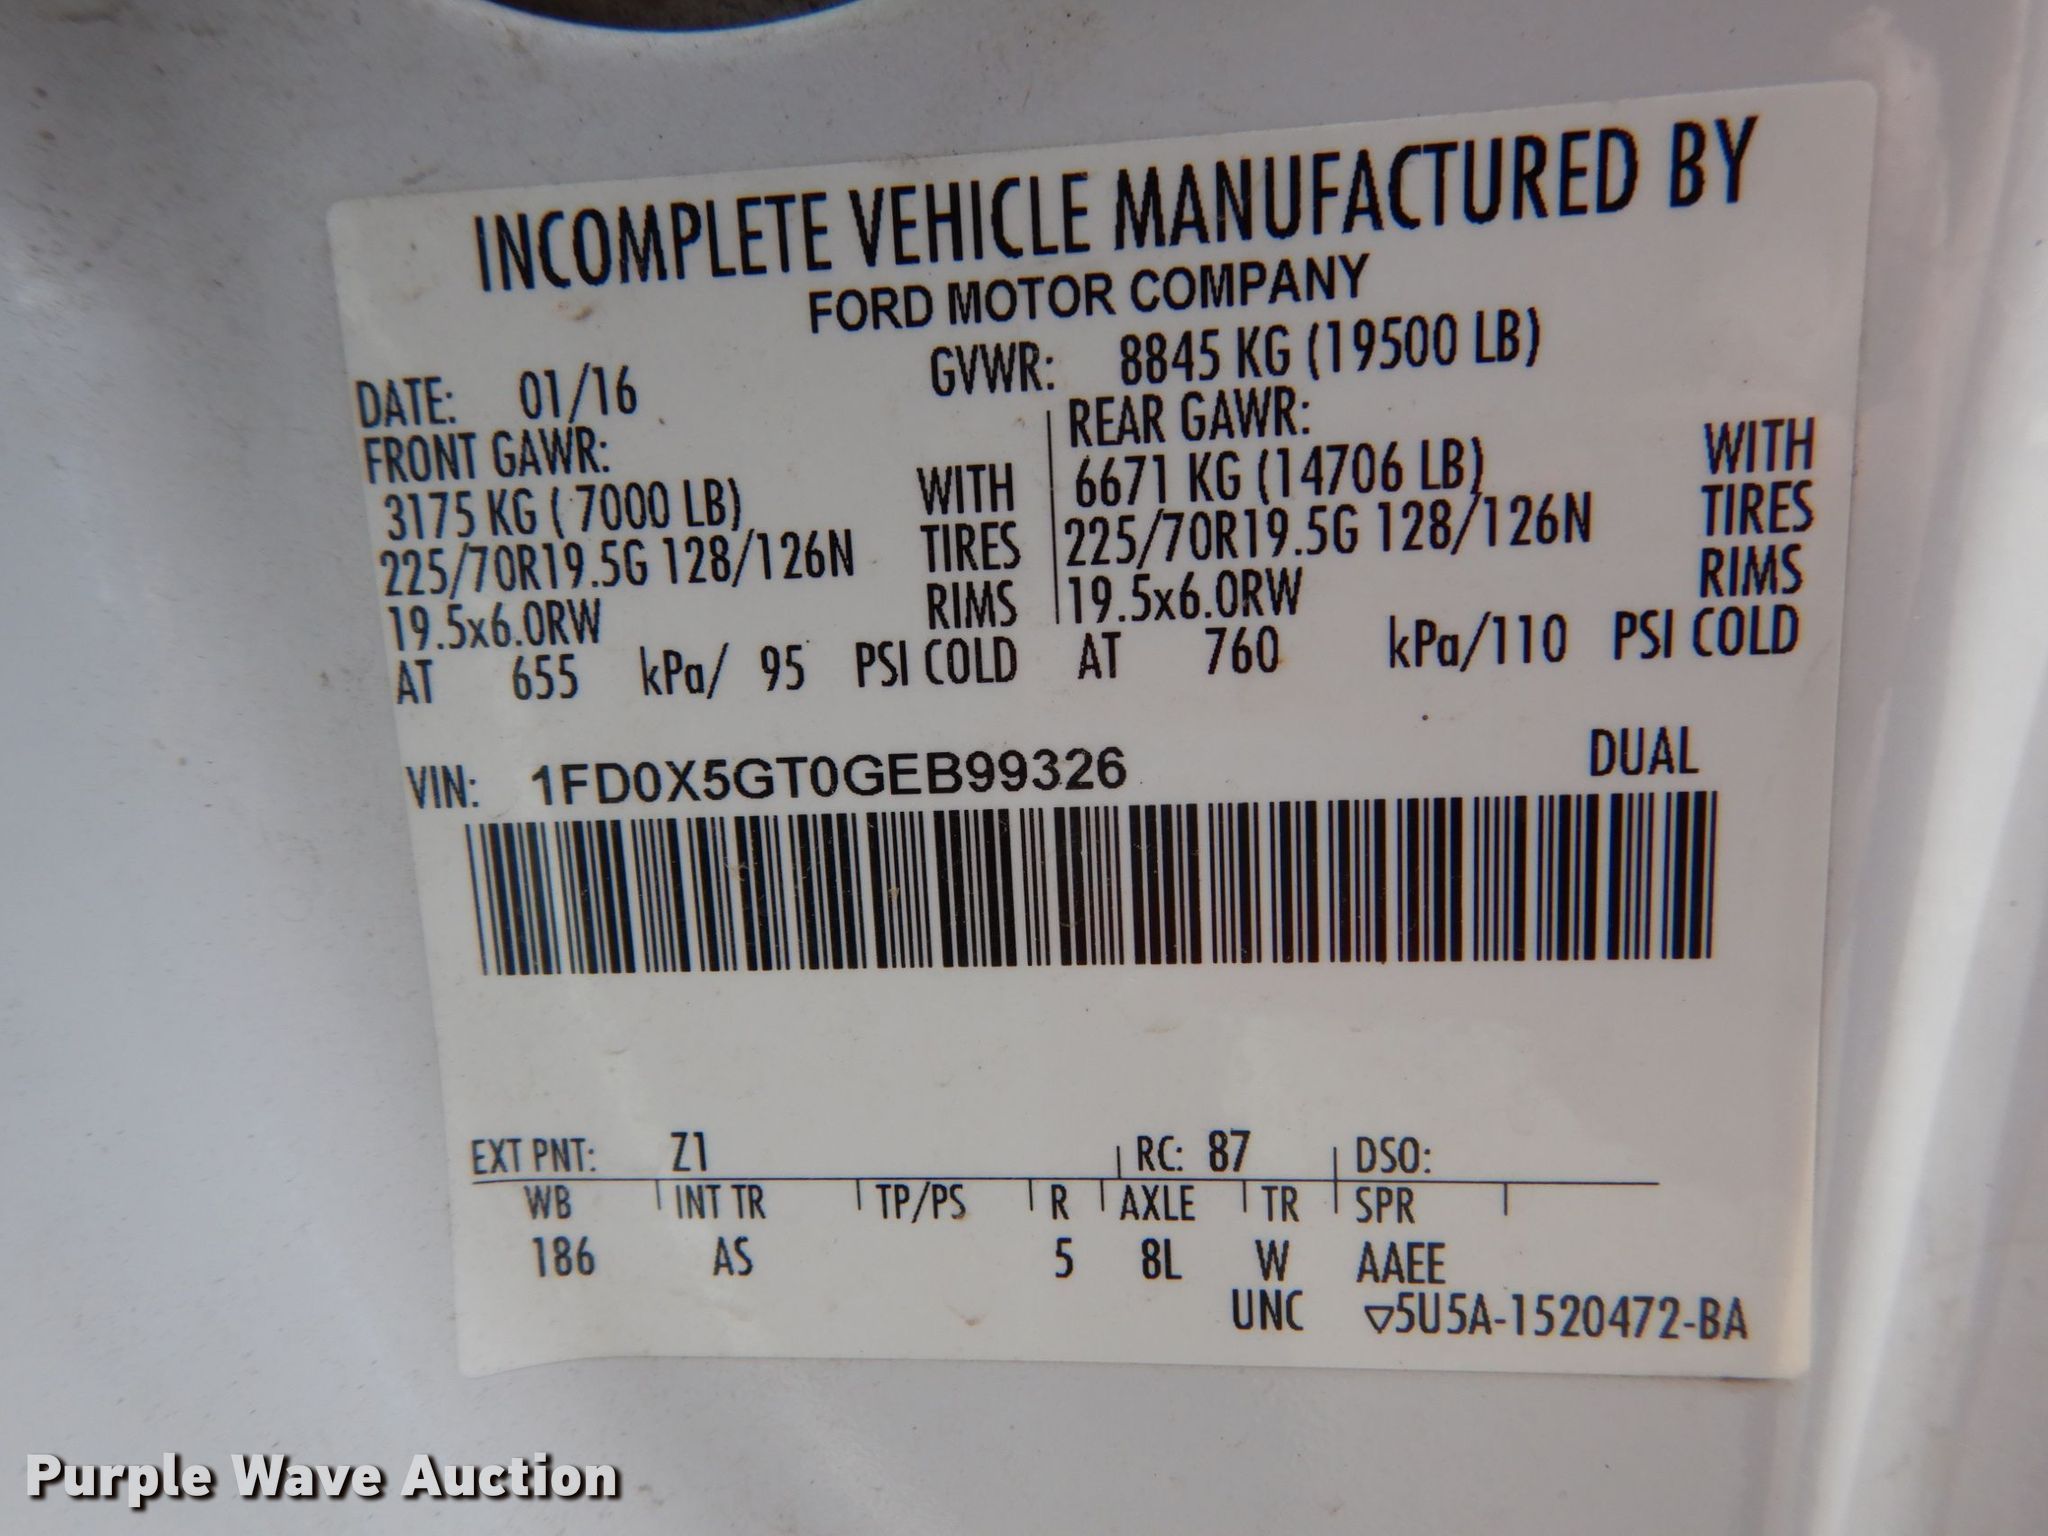 INCOMPLETE VEHICLE MANUFACTURED BY
FORD MOTOR COMPANY
DATE: 01/16 GVWR: 8845 KG (19500 LB)
FRONT GAWR: REAR GAWR:
3175 KG ( 7000 LB) WITH 6671 KG (14706 LB) WITH
225/70R19.5G 128/126N TIRES 225/70R19.5G 128/126N TIRES
19.5x6.0RW RIMS 19.5x6.0RW RIMS
AT 655 kPa/ 95 PSI COLD AT 760 kPa/110 PSI COLD
VIN: 1FD0X5GT0GEB99326 DUAL
EXT PNT: Z1 RC: 87 DSO:
WB INT TR TP/PS R AXLE TR SPR
186 AS 5 8L W AAEE
UNC ▽5U5A-1520472-BA
Purple Wave Auction